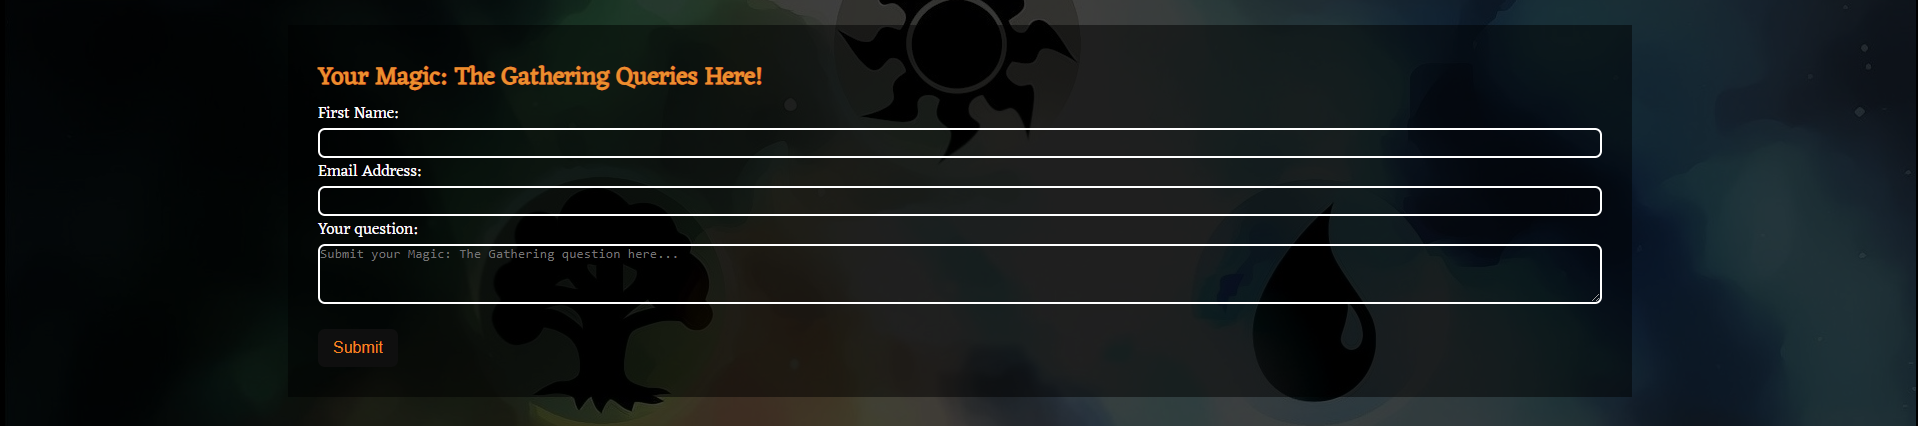 Your Magic: The Gathering Queries Here!
First Name:
Email Address:
Your question:
Submit your Magic: The Gathering question here...
Submit